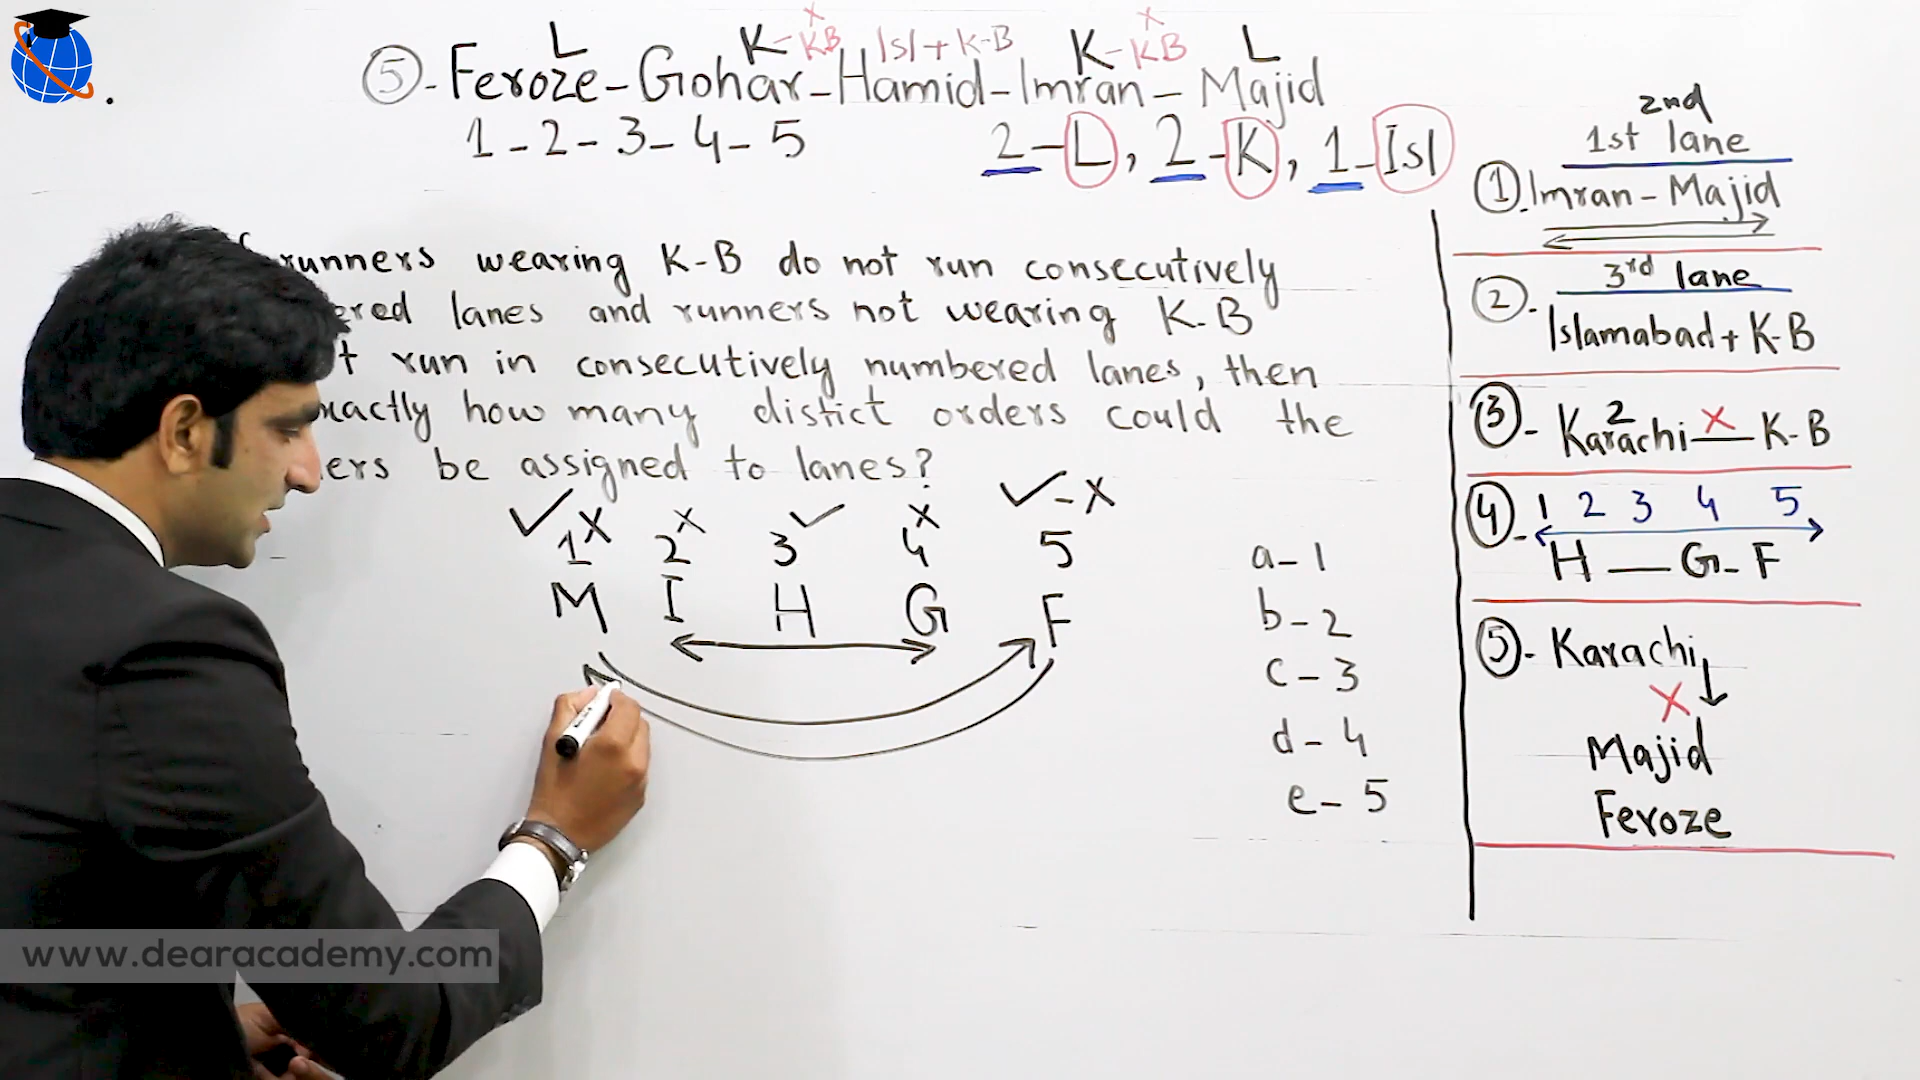 L K-KB Isl+K-B K-KB L
5-Feroze-Gohar-Hamid-Imran-Majid
1-2-3-4-5 2-L, 2-K, 1-Isl
runners wearing K-B do not run consecutively
ered lanes and runners not wearing K-B
t run in consecutively numbered lanes, then
xactly how many distict orders could the
ers be assigned to lanes?
✓ X X ✓ X ✓-X
1 2 3 4 5
M I H G F
a-1
b-2
c-3
d-4
e-5
2nd
1st lane
1.Imran-Majid
3rd lane
2. Islamabad+K-B
2
3-Karachi X K-B
4- 1 2 3 4 5
H — G-F
5-Karachi
X
Majid
Feroze
www.dearacademy.com